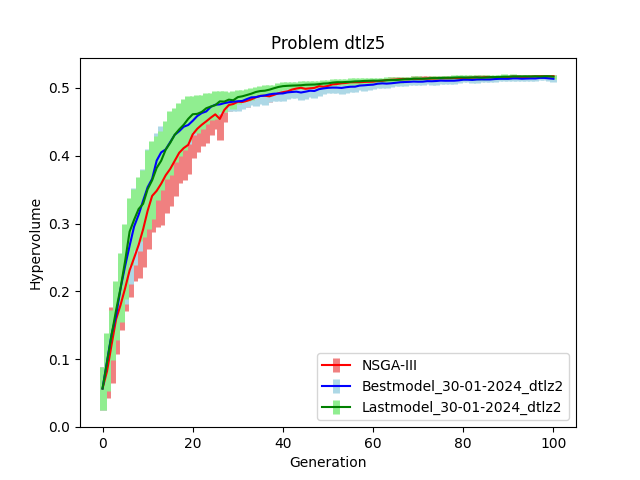 Problem dtlz5
Hypervolume
0.5
0.4
0.3
0.2
0.1
0.0
0
20
40
60
80
100
Generation
NSGA-III
Bestmodel_30-01-2024_dtlz2
Lastmodel_30-01-2024_dtlz2